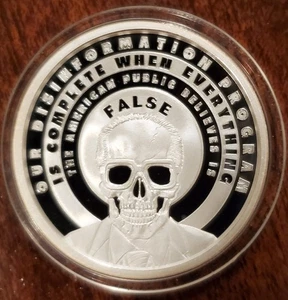 OUR DISINFORMATION PROGRAM
IS COMPLETE WHEN EVERYTHING
THE AMERICAN PUBLIC BELIEVES IS
FALSE